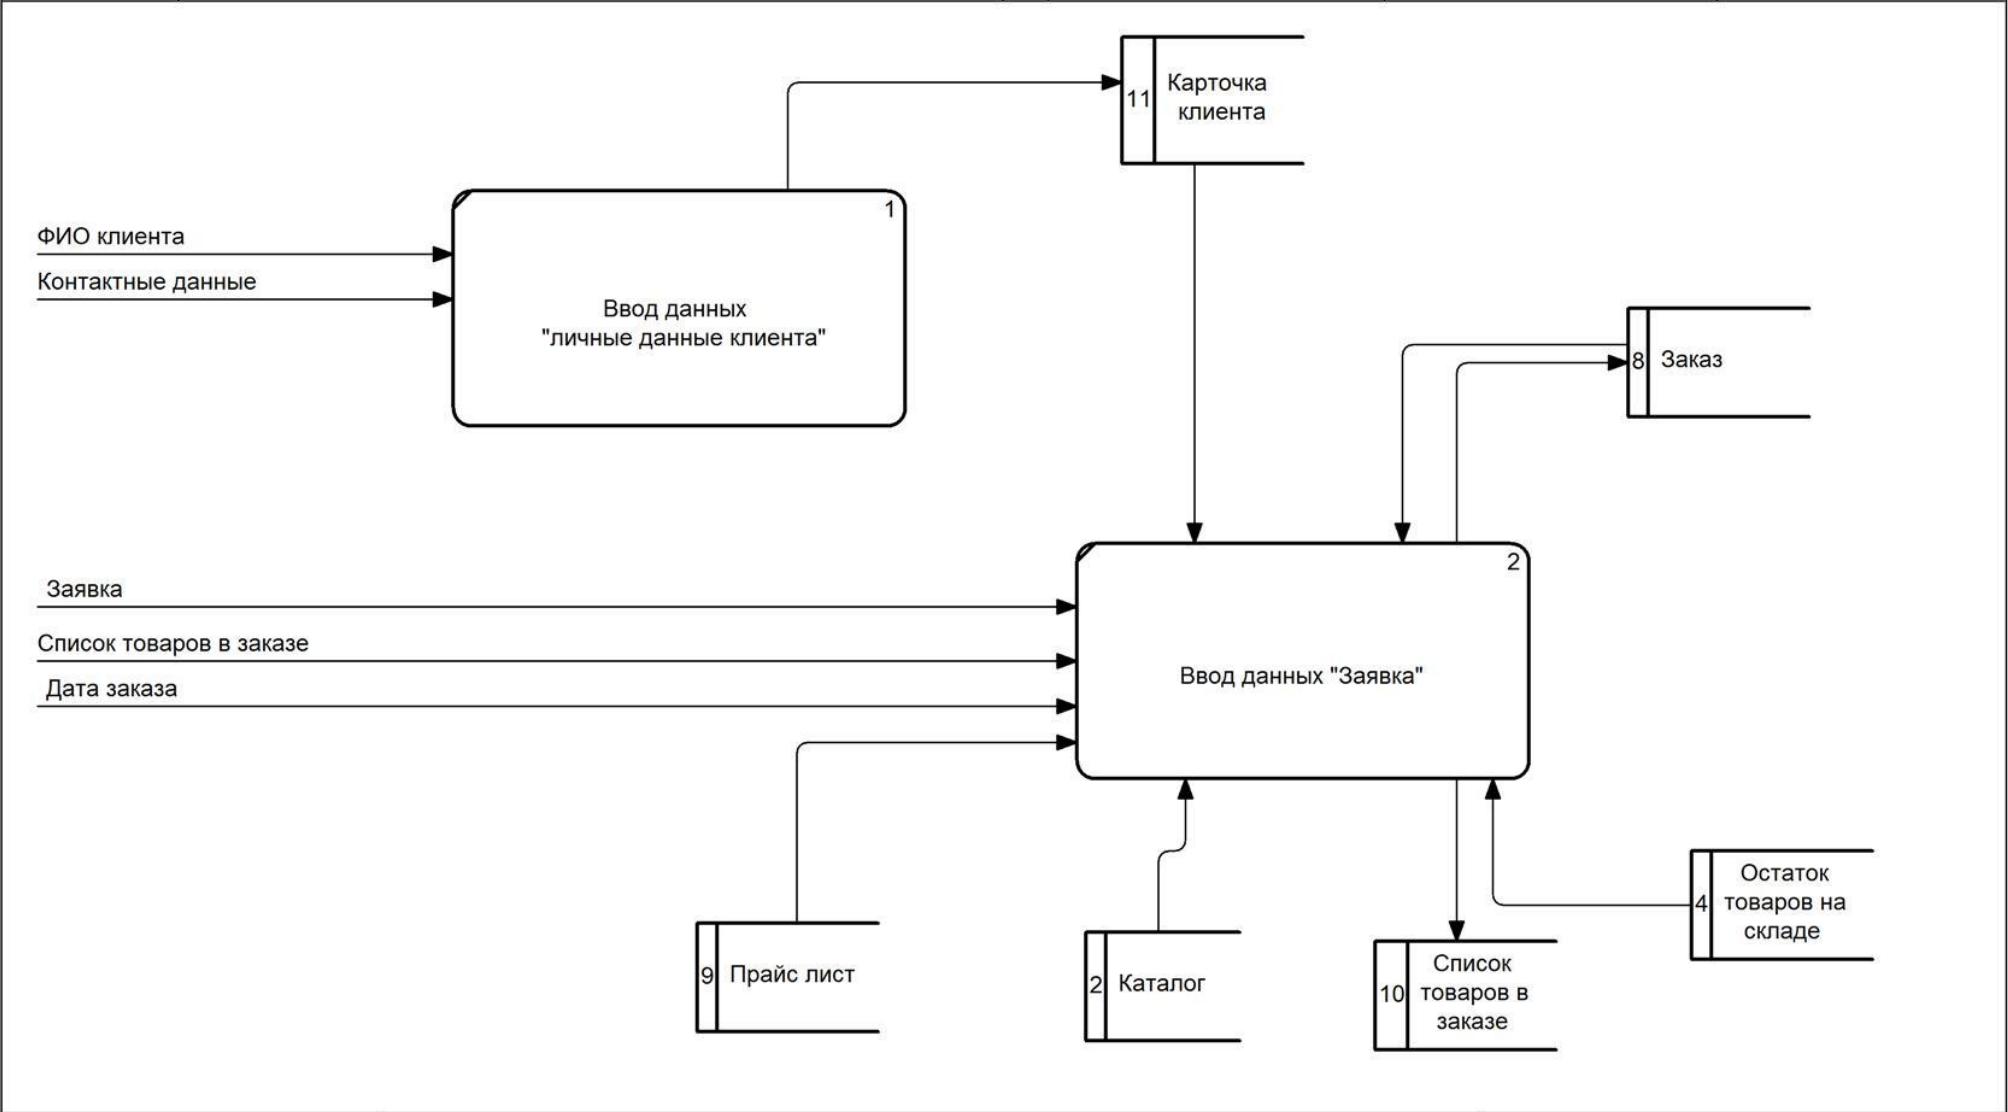 11
Карточка
клиента
1
ФИО клиента
Контактные данные
Ввод данных
"личные данные клиента"
8
Заказ
2
Заявка
Список товаров в заказе
Дата заказа
Ввод данных "Заявка"
4
Остаток
товаров на
складе
9
Прайс лист
2
Каталог
10
Список
товаров в
заказе